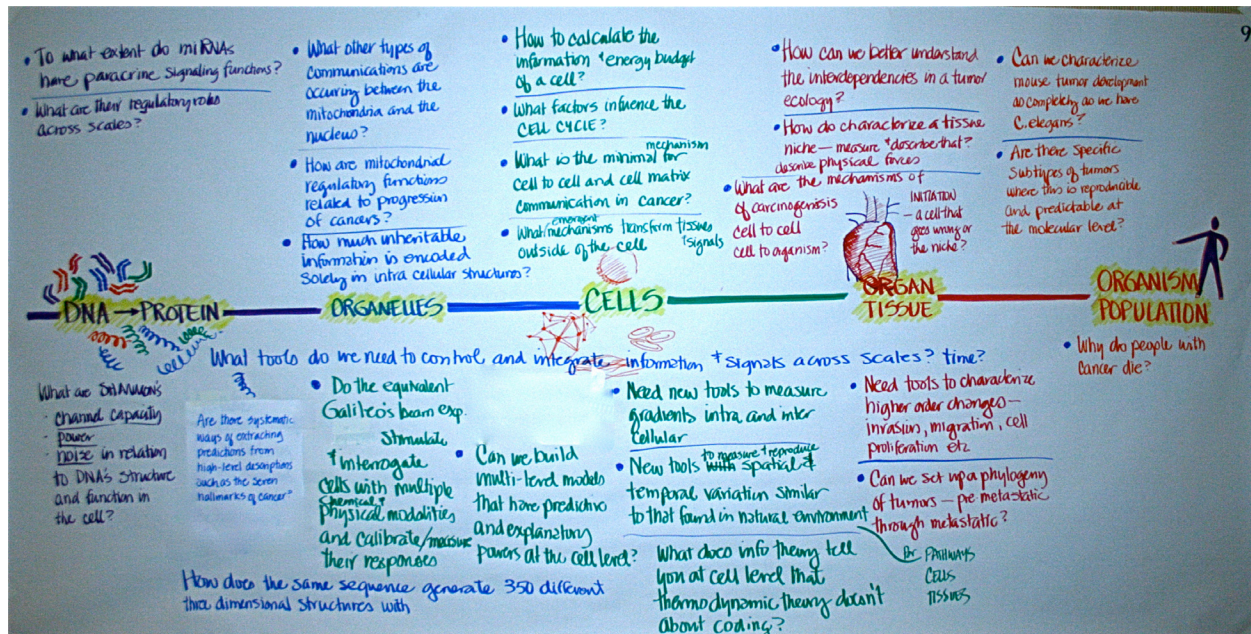 9
• To what extent do miRNAs
have paracrine signaling functions?
• What are their regulatory roles
across scales?
• What other types of
communications are
occuring between the
mitochondria and the
nucleus?
• How are mitochondrial
regulatory functions
related to progression
of cancers?
• How much inheritable
information is encoded
solely in intra cellular structures?
• How to calculate the
information + energy budget
of a cell?
• What factors infuence the
CELL CYCLE?
mechanism
• What is the minimal for
cell to cell and cell matrix
communication in cancer?
emergent
• What mechanisms transform tissues
outside of the cell + signals
• How can we better understand
the interdependencies in a tumor
ecology?
• How do characterize a tissue
niche — measure + describe that?
describe physical forces
• What are the mechanisms of
of carcinogenisis
cell to cell
cell to organism?
INITIATION
— a cell that
goes wrong or
the niche?
• Can we characterize
mouse tumor development
as completely as we have
C. elegans?
• Are there specific
subtypes of tumors
where this is reproducible
and predictable at
the molecular level?
DNA → PROTEIN
ORGANELLES
CELLS
ORGAN
TISSUE
ORGANISM
POPULATION
What tools do we need to control and integrate information + signals across scales? time?
• Why do people with
cancer die?
What are SHANNON'S
- channel capacity
- power
- noise in relation
to DNA's structure
and function in
the cell?
Are there systematic
ways of extracting
predictions from
high-level descriptions
such as the seven
hallmarks of cancer"
• Do the equivalent
Galileo's beam exp.
Stimulate
+ interrogate
cells with multiple
chemical +
physical modalities
and calibrate/measure
their responses
• Can we build
multi-level models
that have predictive
and explanatory
powers at the cell level?
• Need new tools to measure
gradients intra and inter
cellular
to measure + reproduce
• New tools with spatial +
temporal variation similar
to that found in natural environment
for PATHWAYS
CELLS
TISSUES
What does info theory tell
you at cell level that
thermodynamic theory doesn't
about coding?
• Need tools to characterize
higher order changes —
invasion, migration, cell
proliferation etc
• Can we set up a phylogeny
of tumors — pre metastatic
through metastatic?
How does the same sequence generate 350 different
three dimensional structures with